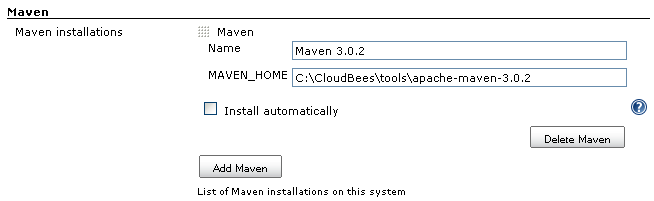 Maven
Maven installations
Maven
Name
Maven 3.0.2
MAVEN_HOME
C:\CloudBees\tools\apache-maven-3.0.2
Install automatically
?
Delete Maven
Add Maven
List of Maven installations on this system